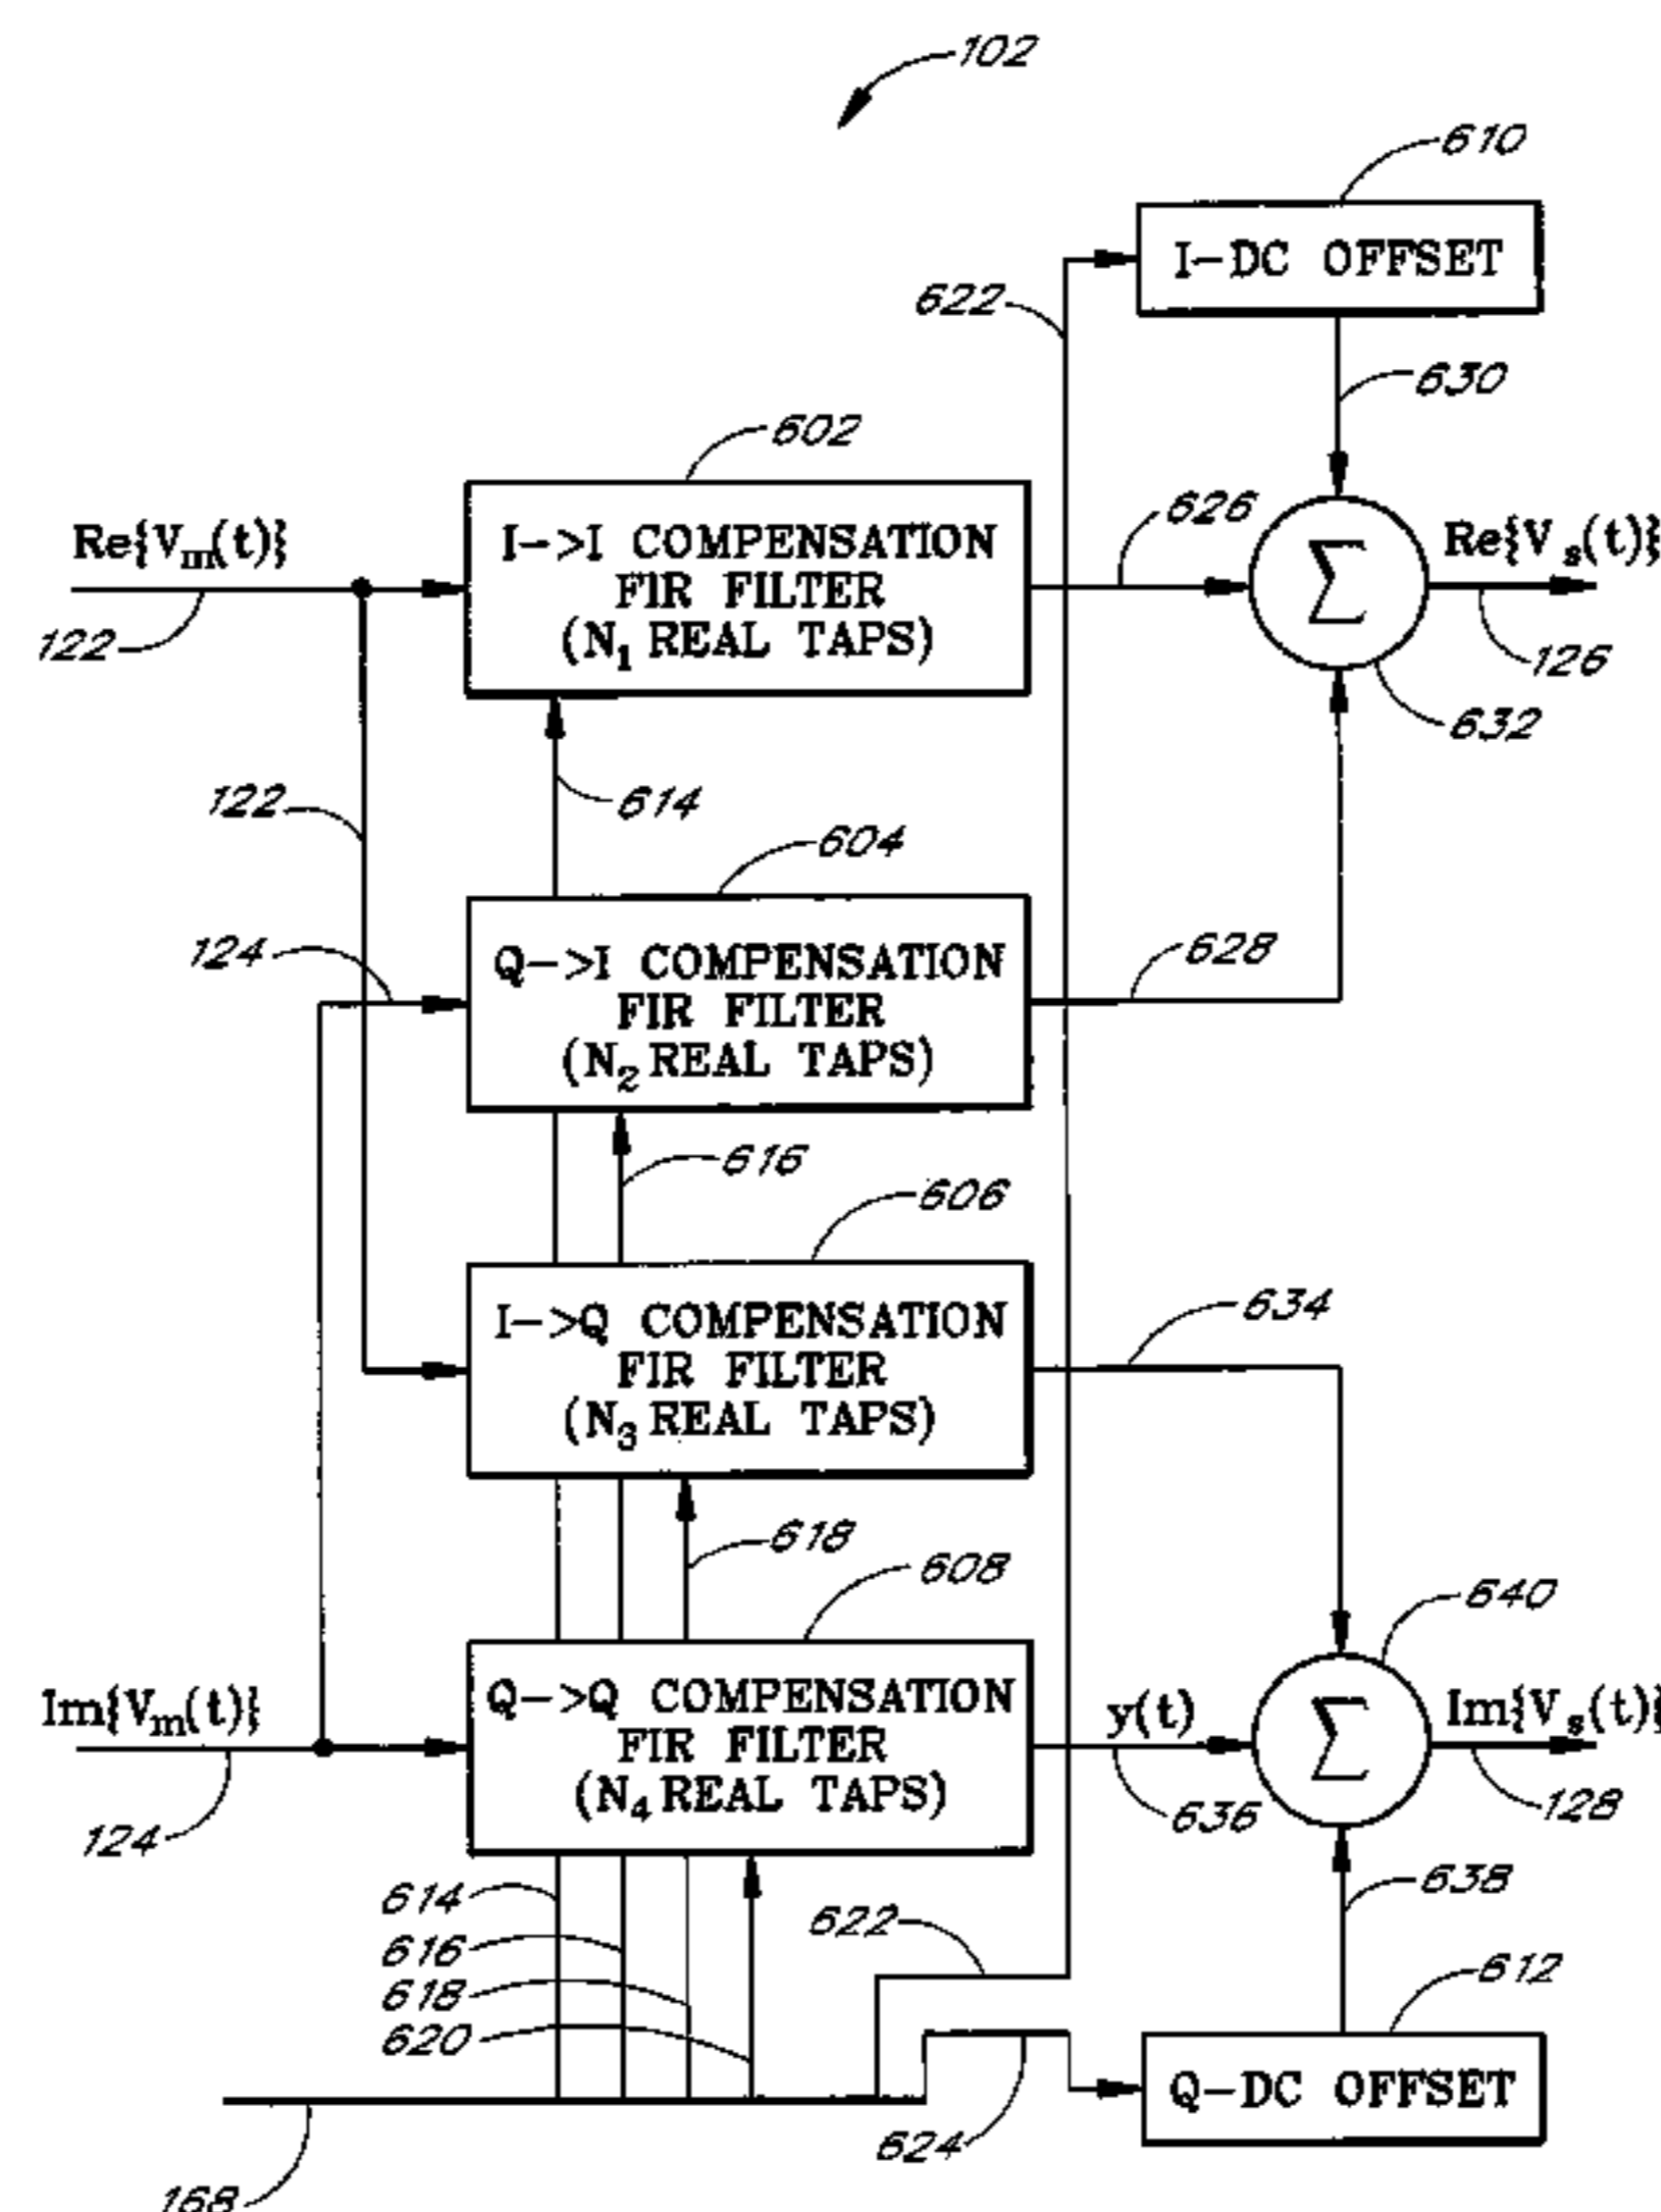 102
610
I-DC OFFSET
622
630
602
Re{Vm(t)}
I->I COMPENSATION
FIR FILTER
(N1 REAL TAPS)
626
Re{Vs(t)}
Σ
122
126
632
122
614
604
124
Q->I COMPENSATION
FIR FILTER
(N2 REAL TAPS)
628
616
606
I->Q COMPENSATION
FIR FILTER
(N3 REAL TAPS)
634
618
608
640
Im{Vm(t)}
Q->Q COMPENSATION
FIR FILTER
(N4 REAL TAPS)
y(t)
Im{Vs(t)}
Σ
124
636
128
614
616
618
620
622
638
612
Q-DC OFFSET
624
168